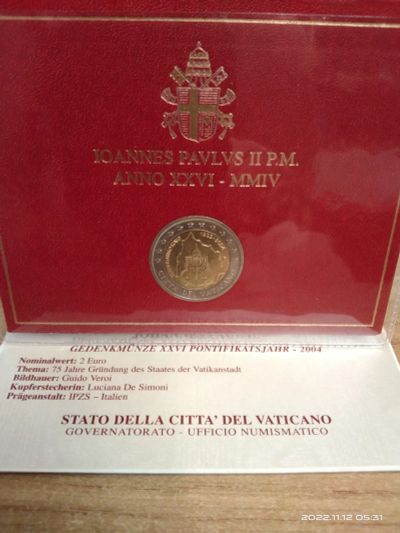 IOANNES PAVLVS II P.M.
ANNO XXVI - MMIV
1929 - 2004
CITTA' DEL VATICANO
GEDENKMÜNZE XXVI PONTIFIKATSJAHR - 2004
Nominalwert: 2 Euro
Thema: 75 Jahre Gründung des Staates der Vatikanstadt
Bildhauer: Guido Veroi
Kupferstecherin: Luciana De Simoni
Prägeanstalt: IPZS – Italien
STATO DELLA CITTA' DEL VATICANO
GOVERNATORATO - UFFICIO NUMISMATICO
2022.11.12 05:31